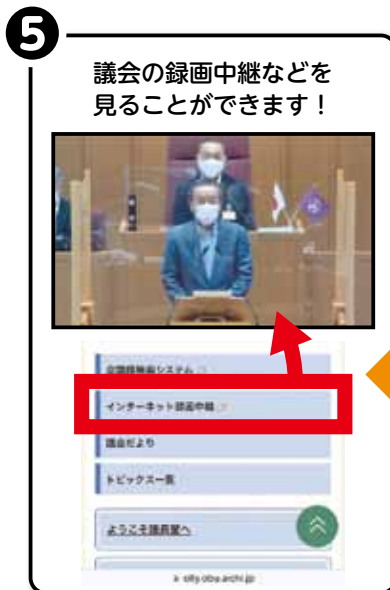 5
議会の録画中継などを
見ることができます!
会議録検索システム
インターネット録画中継
議会だより
トピックス一覧
ようこそ議員室へ